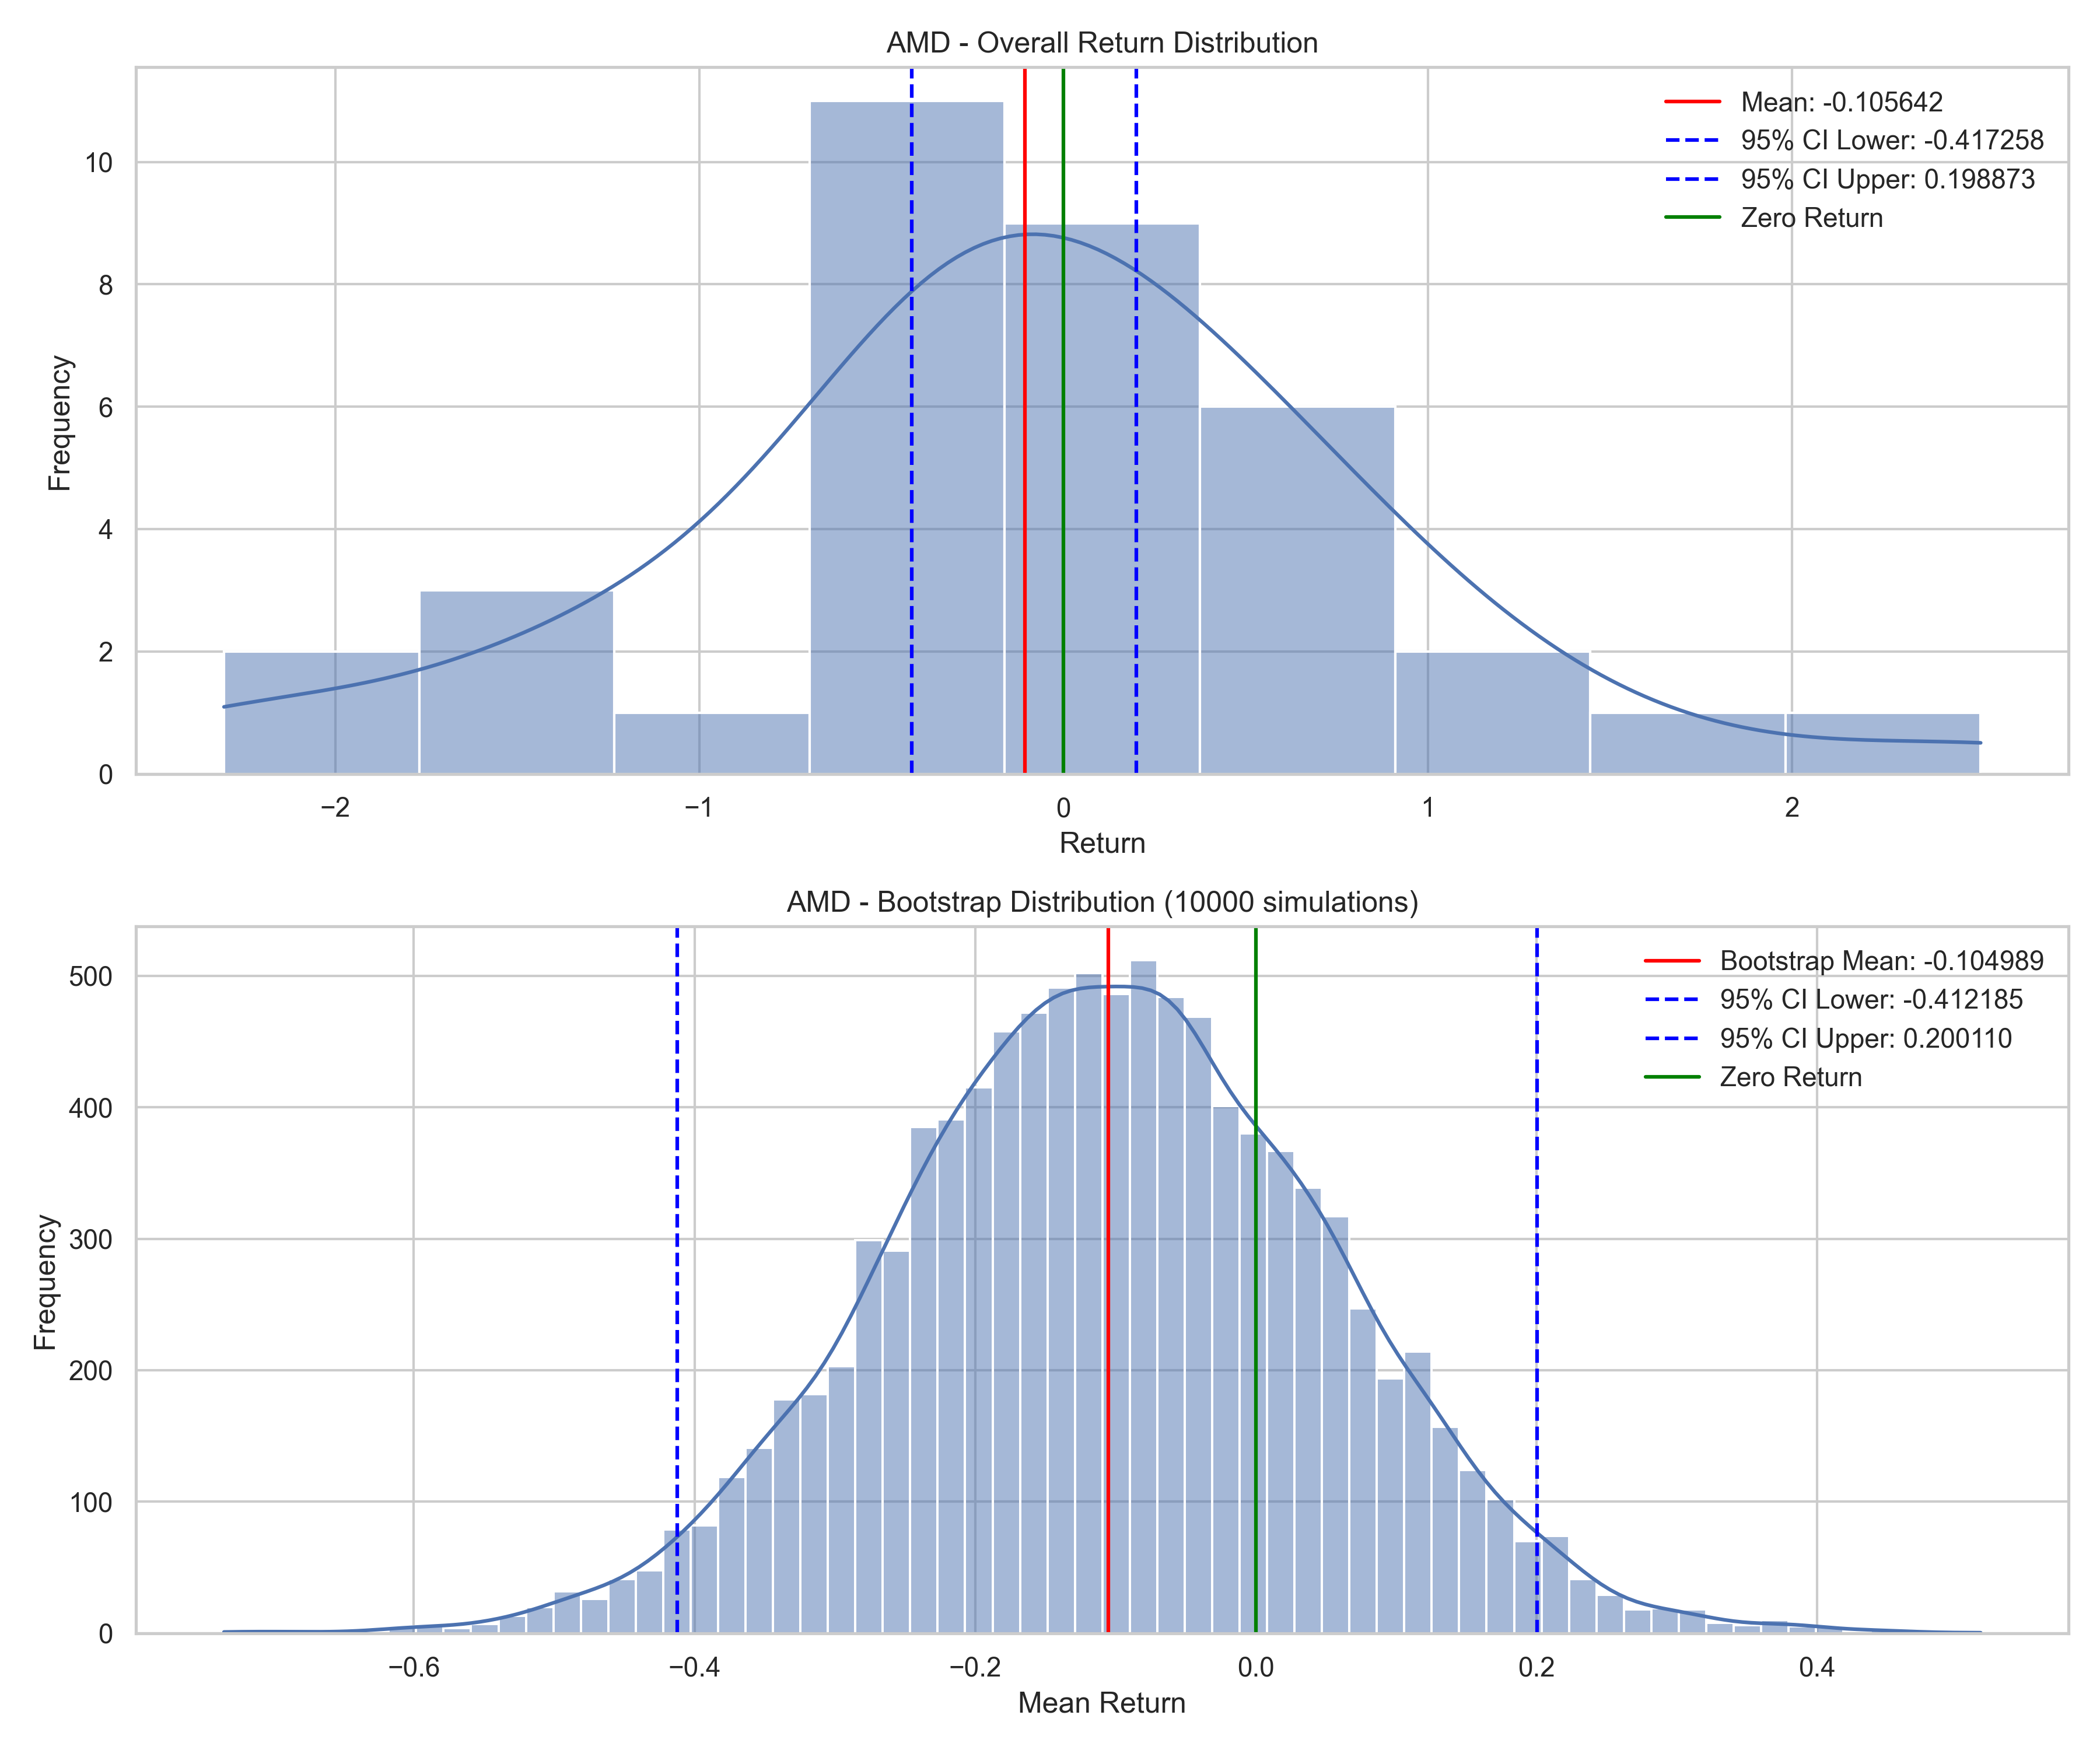 AMD - Overall Return Distribution
Mean: -0.105642
95% CI Lower: -0.417258
95% CI Upper: 0.198873
Zero Return
Frequency
10
8
6
4
2
0
−2 −1 0 1 2
Return
AMD - Bootstrap Distribution (10000 simulations)
Bootstrap Mean: -0.104989
95% CI Lower: -0.412185
95% CI Upper: 0.200110
Zero Return
Frequency
500
400
300
200
100
0
−0.6 −0.4 −0.2 0.0 0.2 0.4
Mean Return